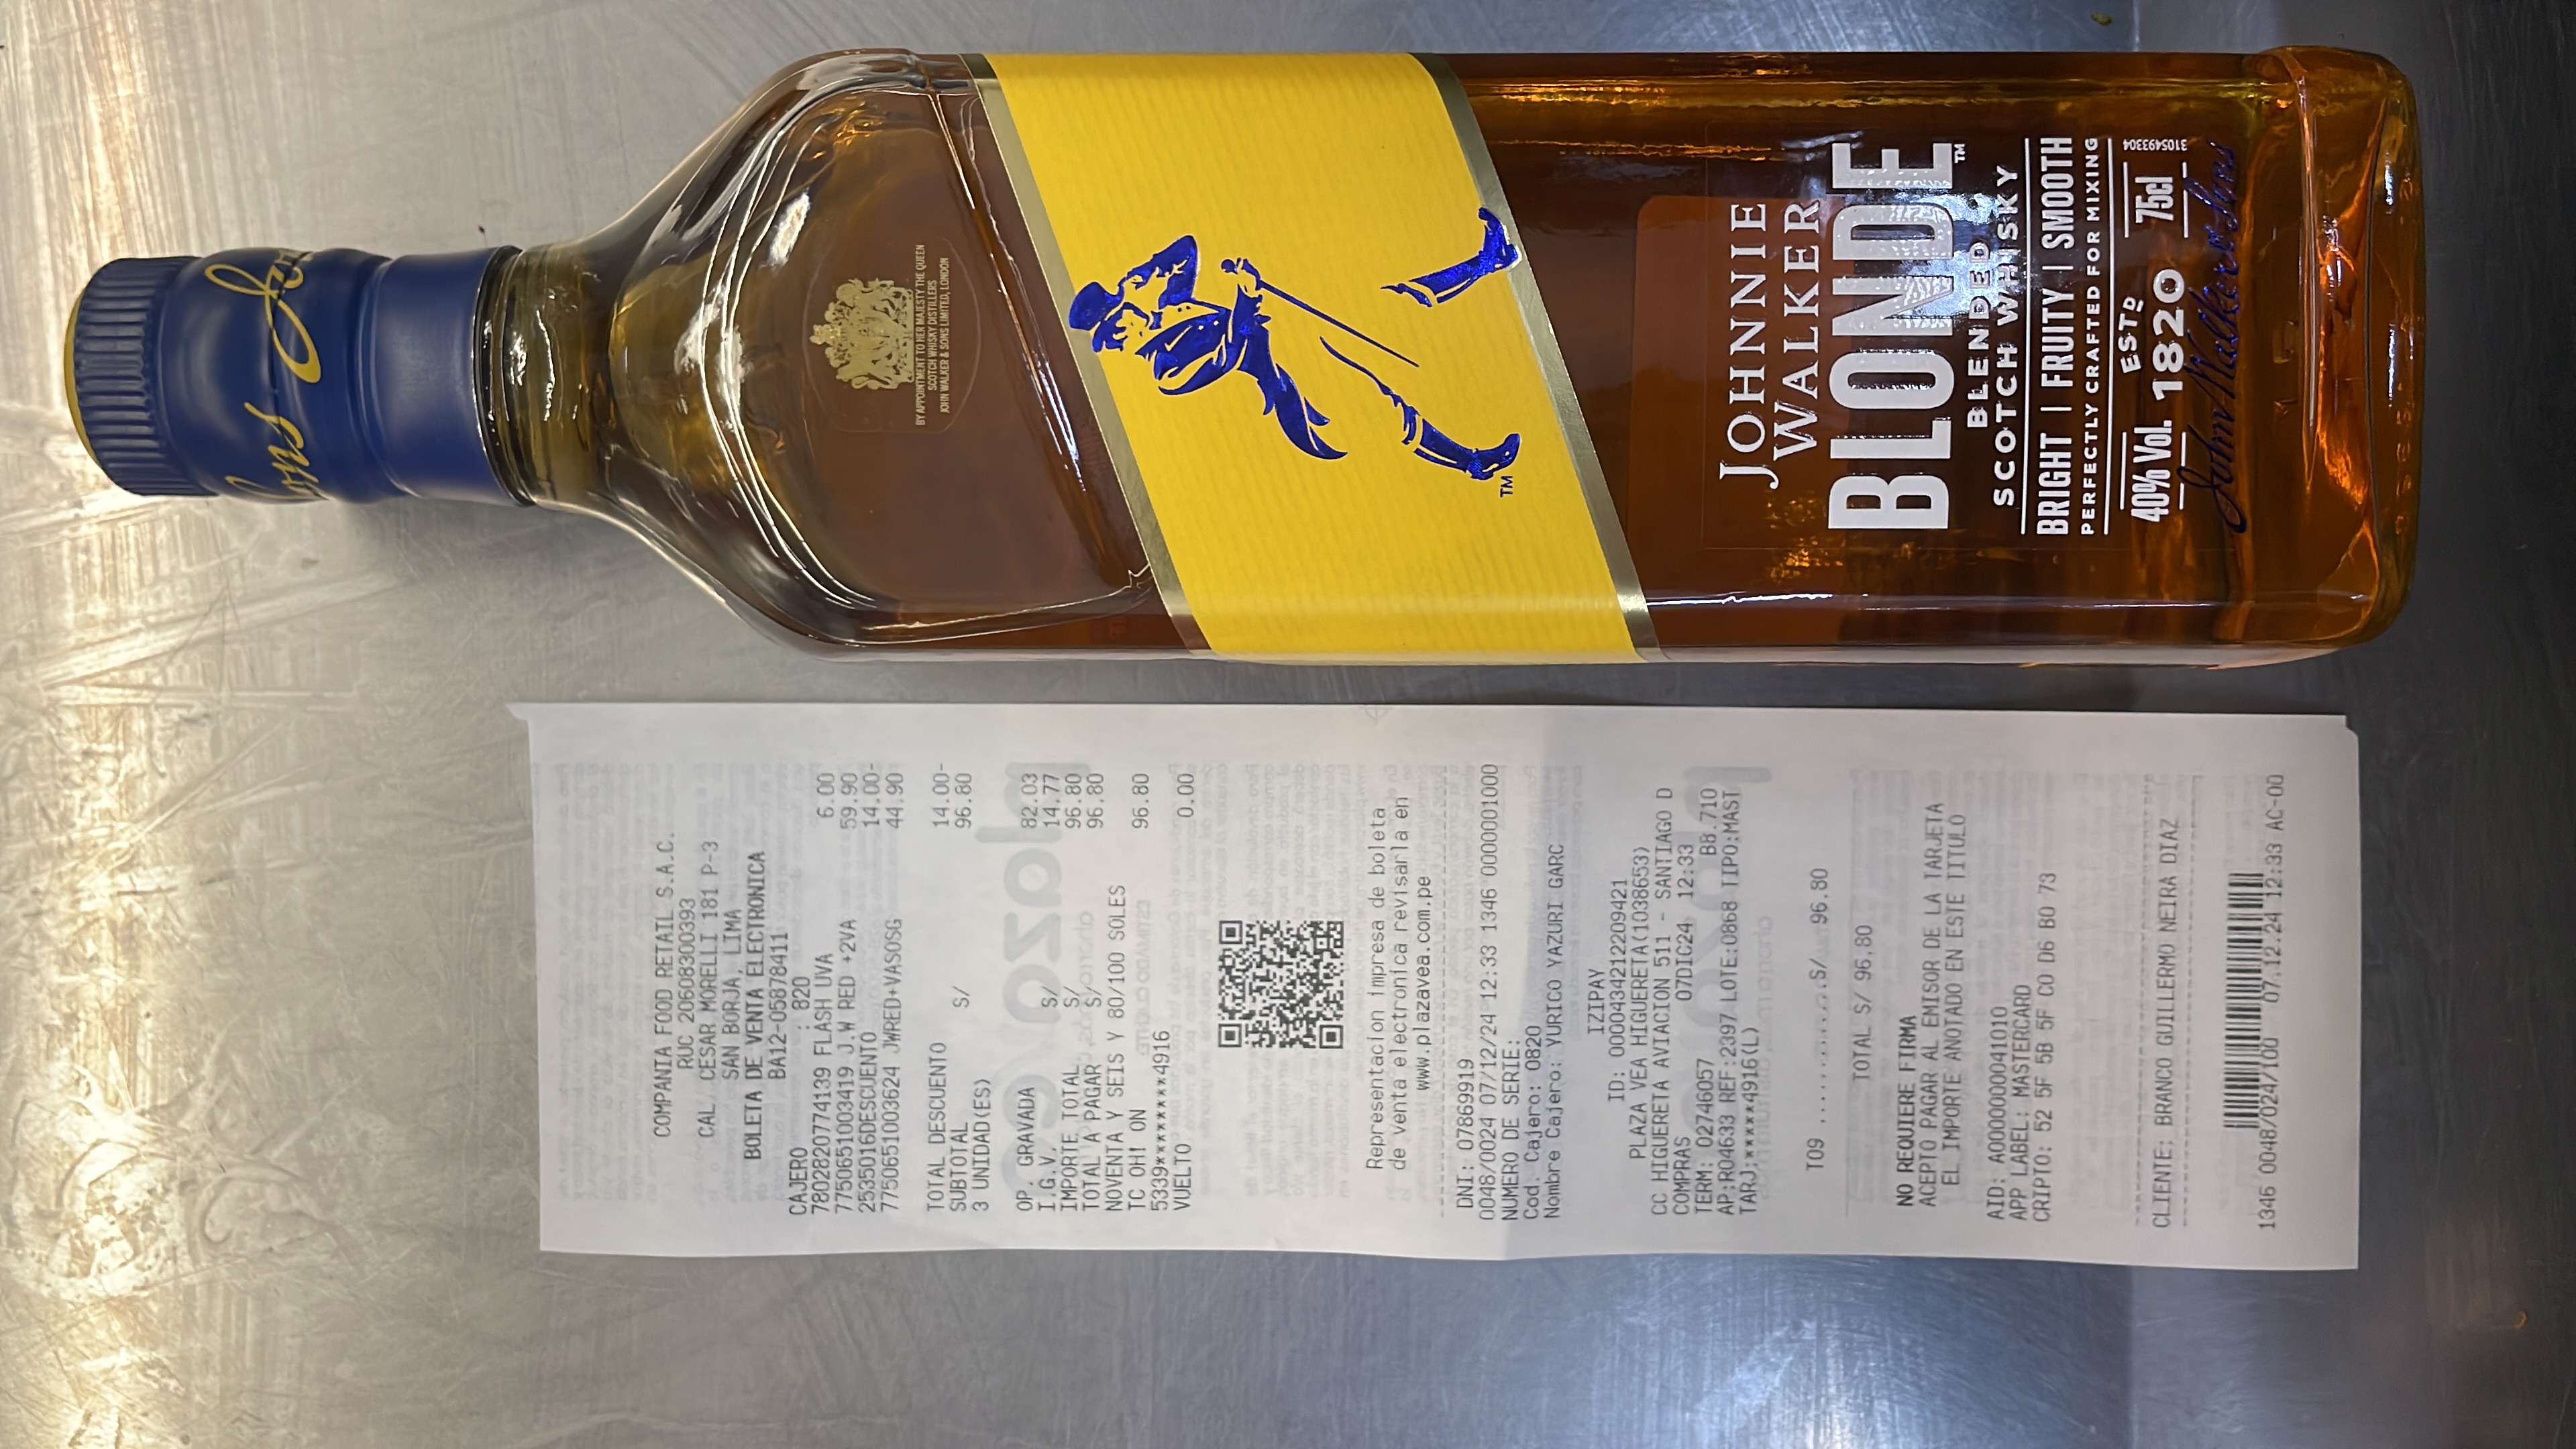 COMPANIA FOOD RETAIL S.A.C.
RUC 20608300393
CAL. CESAR MORELLI 181 P-3
SAN BORJA, LIMA
BOLETA DE VENTA ELECTRONICA
BA12-05878411
CAJERO : 820
7802820774139 FLASH UVA 6.00
7750651003419 J.W RED +2VA 59.90
2535016DESCUENTO 14.00-
7750651003624 JWRED+VASOSG 44.90
TOTAL DESCUENTO 14.00-
SUBTOTAL S/ 96.80
3 UNIDAD(ES)
OP. GRAVADA 82.03
I.G.V. S/ 14.77
IMPORTE TOTAL S/ 96.80
TOTAL A PAGAR S/ 96.80
NOVENTA Y SEIS Y 80/100 SOLES
TC OH! ON 96.80
5339********4916
VUELTO 0.00
Representacion impresa de boleta
de venta electronica revisarla en
www.plazavea.com.pe
DNI: 07869919
0048/0024 07/12/24 12:33 1346 0000001000
NUMERO DE SERIE:
Cod. Cajero: 0820
Nombre Cajero: YURICO YAZURI GARC
IZIPAY
ID: 0000434212209421
PLAZA VEA HIGUERETA(1038653)
CC HIGUERETA AVIACION 511 - SANTIAGO D
COMPRAS 07DIC24 12:33
TERM: 02746057 B8.710
AP:R04633 REF:2397 LOTE:0868 TIPO:MAST
TARJ:*****4916(L)
T09 .............S/ 96.80
TOTAL S/ 96.80
NO REQUIERE FIRMA
ACEPTO PAGAR AL EMISOR DE LA TARJETA
EL IMPORTE ANOTADO EN ESTE TITULO
AID: A0000000041010
APP LABEL: MASTERCARD
CRIPTO: 52 5F 5B 5F C0 D6 B0 73
CLIENTE: BRANCO GUILLERMO NEIRA DIAZ
1346 0048/024/100 07.12.24 12:33 AC-00
Sons Jo
BY APPOINTMENT TO HER MAJESTY THE QUEEN
SCOTCH WHISKY DISTILLERS
JOHN WALKER & SONS LIMITED, LONDON
TM
JOHNNIE
WALKER
BLONDE
TM
BLENDED
SCOTCH WHISKY
BRIGHT | FRUITY | SMOOTH
PERFECTLY CRAFTED FOR MIXING
40% Vol. ESTD 1820 75cl
3105493304
John Walker & Sons